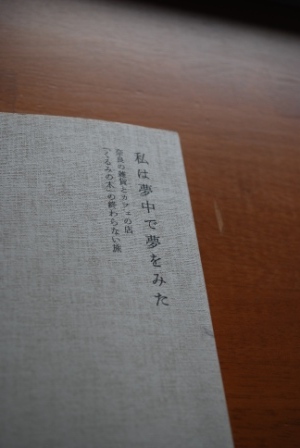 私は夢中で夢をみた
奈良の雑貨とカフェの店
「くるみの木」の終わらない旅